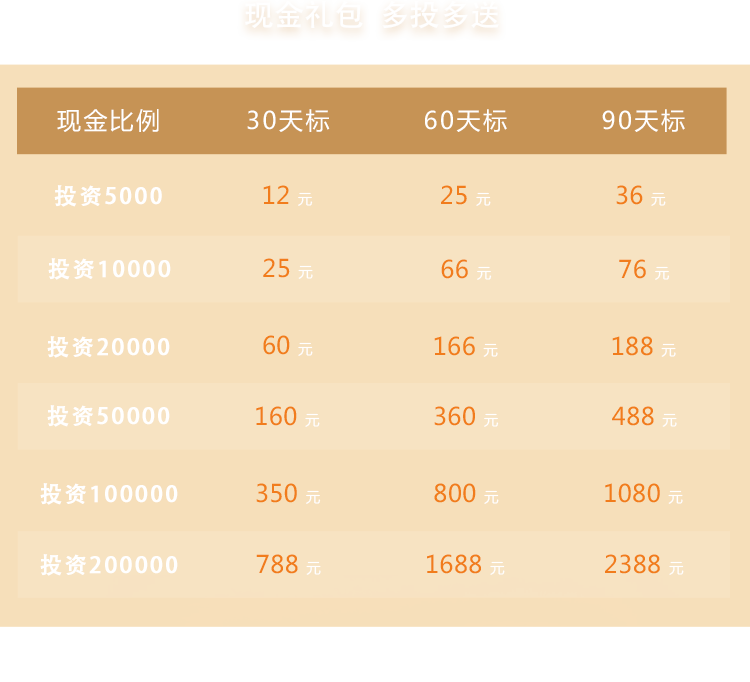 现金礼包 多投多送
现金比例 30天标 60天标 90天标
投资5000 12 元 25 元 36 元
投资10000 25 元 66 元 76 元
投资20000 60 元 166 元 188 元
投资50000 160 元 360 元 488 元
投资100000 350 元 800 元 1080 元
投资200000 788 元 1688 元 2388 元